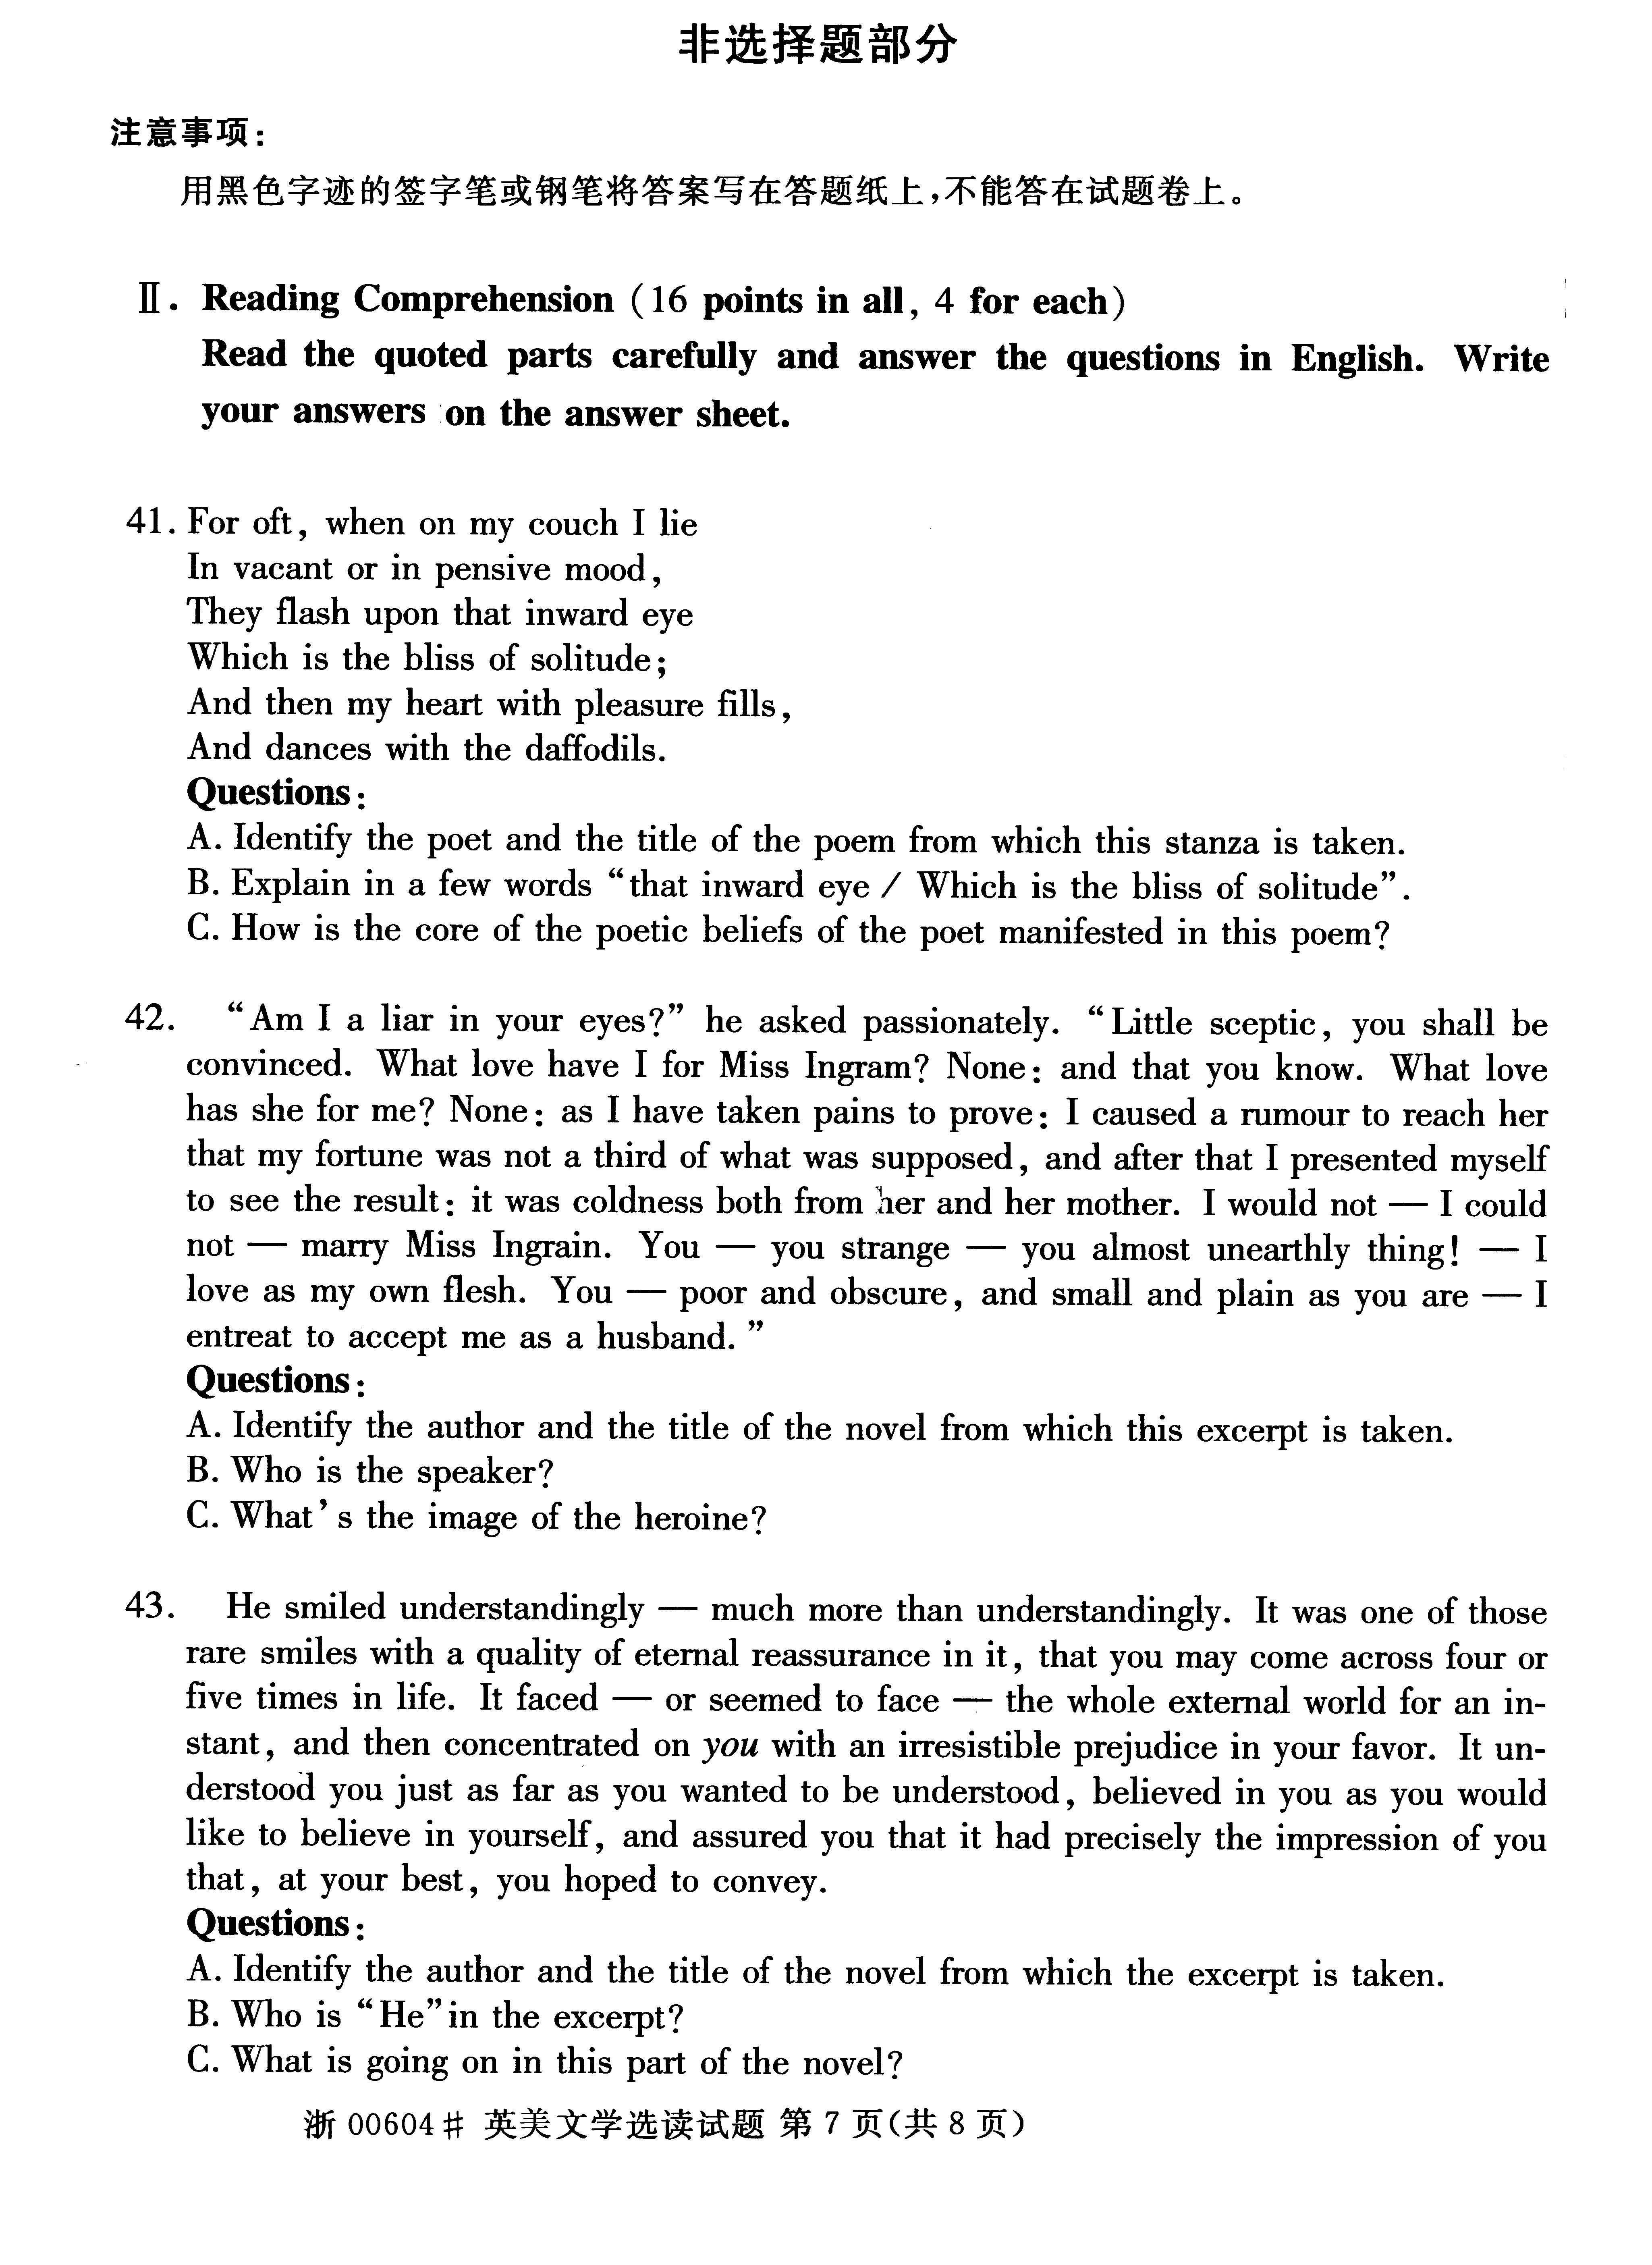 非选择题部分
注意事项:
用黑色字迹的签字笔或钢笔将答案写在答题纸上,不能答在试题卷上。
Ⅱ. Reading Comprehension (16 points in all, 4 for each)
Read the quoted parts carefully and answer the questions in English. Write
your answers on the answer sheet.
41. For oft, when on my couch I lie
In vacant or in pensive mood,
They flash upon that inward eye
Which is the bliss of solitude;
And then my heart with pleasure fills,
And dances with the daffodils.
Questions:
A. Identify the poet and the title of the poem from which this stanza is taken.
B. Explain in a few words “that inward eye / Which is the bliss of solitude”.
C. How is the core of the poetic beliefs of the poet manifested in this poem?
42. “Am I a liar in your eyes?” he asked passionately. “Little sceptic, you shall be
convinced. What love have I for Miss Ingram? None: and that you know. What love
has she for me? None: as I have taken pains to prove: I caused a rumour to reach her
that my fortune was not a third of what was supposed, and after that I presented myself
to see the result: it was coldness both from her and her mother. I would not — I could
not — marry Miss Ingrain. You — you strange — you almost unearthly thing! — I
love as my own flesh. You — poor and obscure, and small and plain as you are — I
entreat to accept me as a husband.”
Questions:
A. Identify the author and the title of the novel from which this excerpt is taken.
B. Who is the speaker?
C. What's the image of the heroine?
43. He smiled understandingly — much more than understandingly. It was one of those
rare smiles with a quality of eternal reassurance in it, that you may come across four or
five times in life. It faced — or seemed to face — the whole external world for an in-
stant, and then concentrated on you with an irresistible prejudice in your favor. It un-
derstood you just as far as you wanted to be understood, believed in you as you would
like to believe in yourself, and assured you that it had precisely the impression of you
that, at your best, you hoped to convey.
Questions:
A. Identify the author and the title of the novel from which the excerpt is taken.
B. Who is “He”in the excerpt?
C. What is going on in this part of the novel?
浙 00604# 英美文学选读试题 第 7 页(共 8 页)